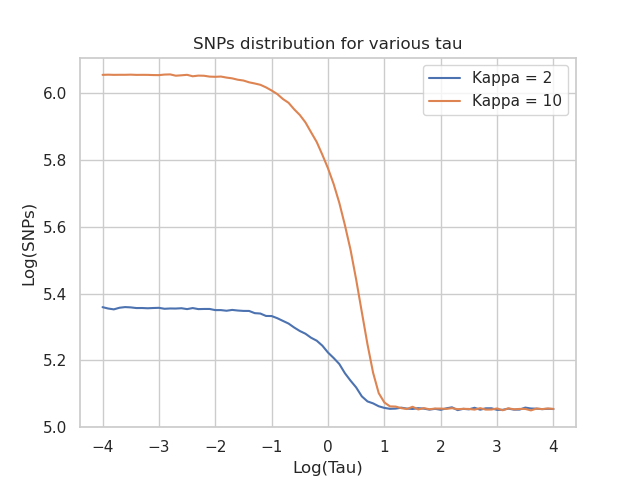 SNPs distribution for various tau
Kappa = 2
Kappa = 10
Log(SNPs)
6.0
5.8
5.6
5.4
5.2
5.0
−4 −3 −2 −1 0 1 2 3 4
Log(Tau)